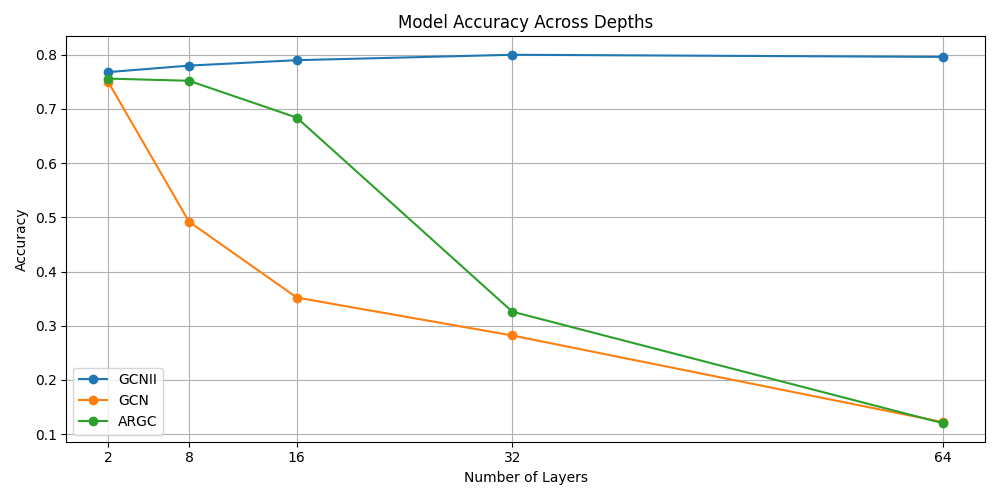 Model Accuracy Across Depths
Accuracy
0.8
0.7
0.6
0.5
0.4
0.3
0.2
0.1
GCNII
GCN
ARGC
2 8 16 32 64
Number of Layers